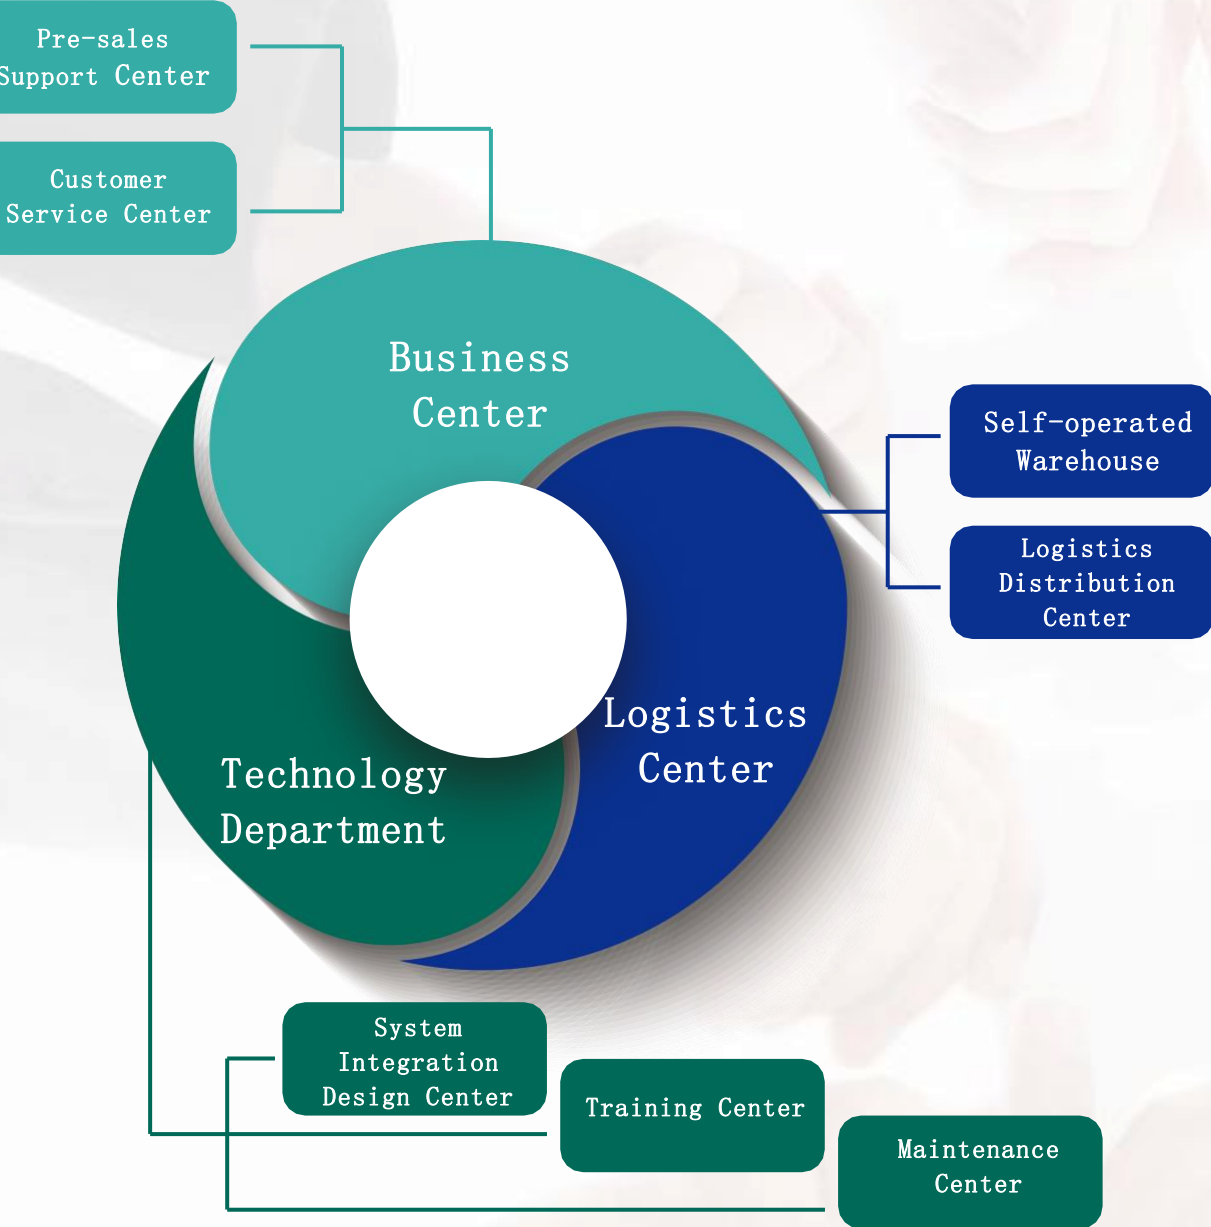 Pre-sales
Support Center
Customer
Service Center
Business
Center
Self-operated
Warehouse
Logistics
Distribution
Center
Logistics
Center
Technology
Department
System
Integration
Design Center
Training Center
Maintenance
Center